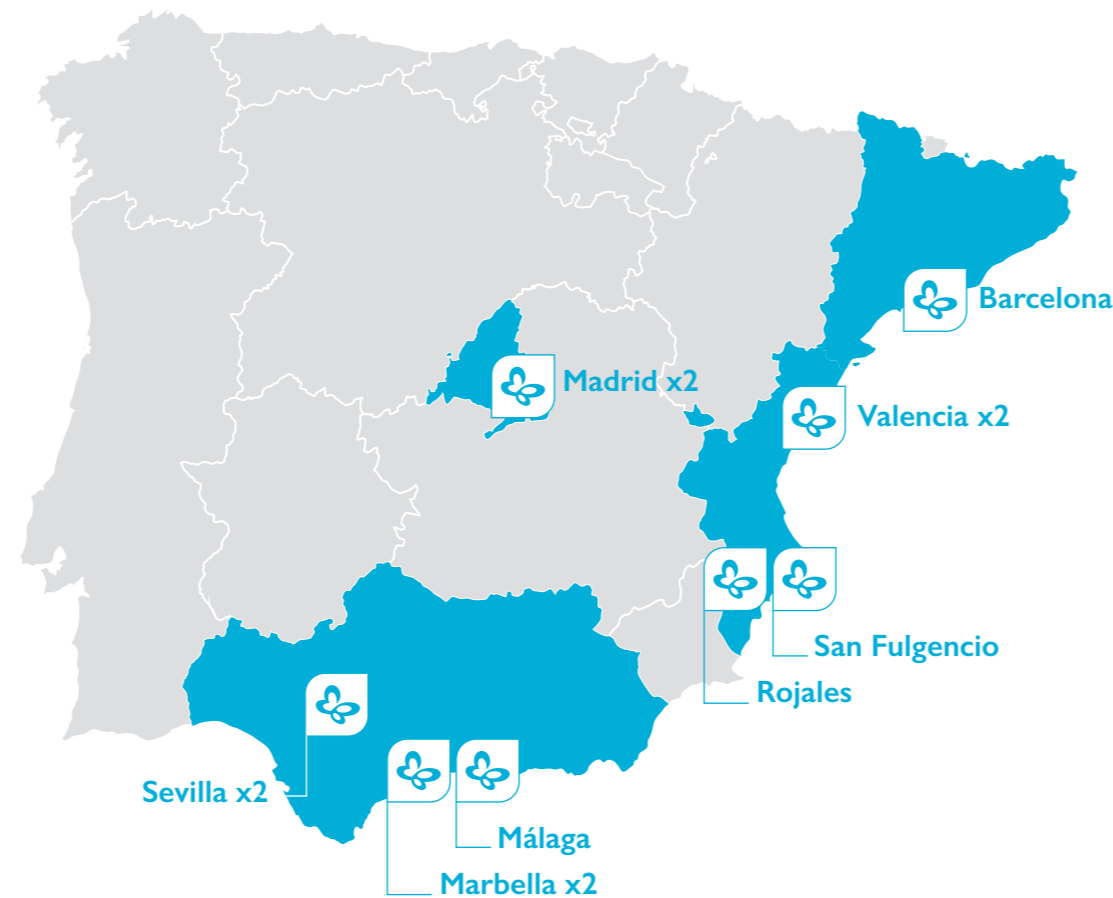 Barcelona
Madrid x2
Valencia x2
San Fulgencio
Rojales
Sevilla x2
Málaga
Marbella x2